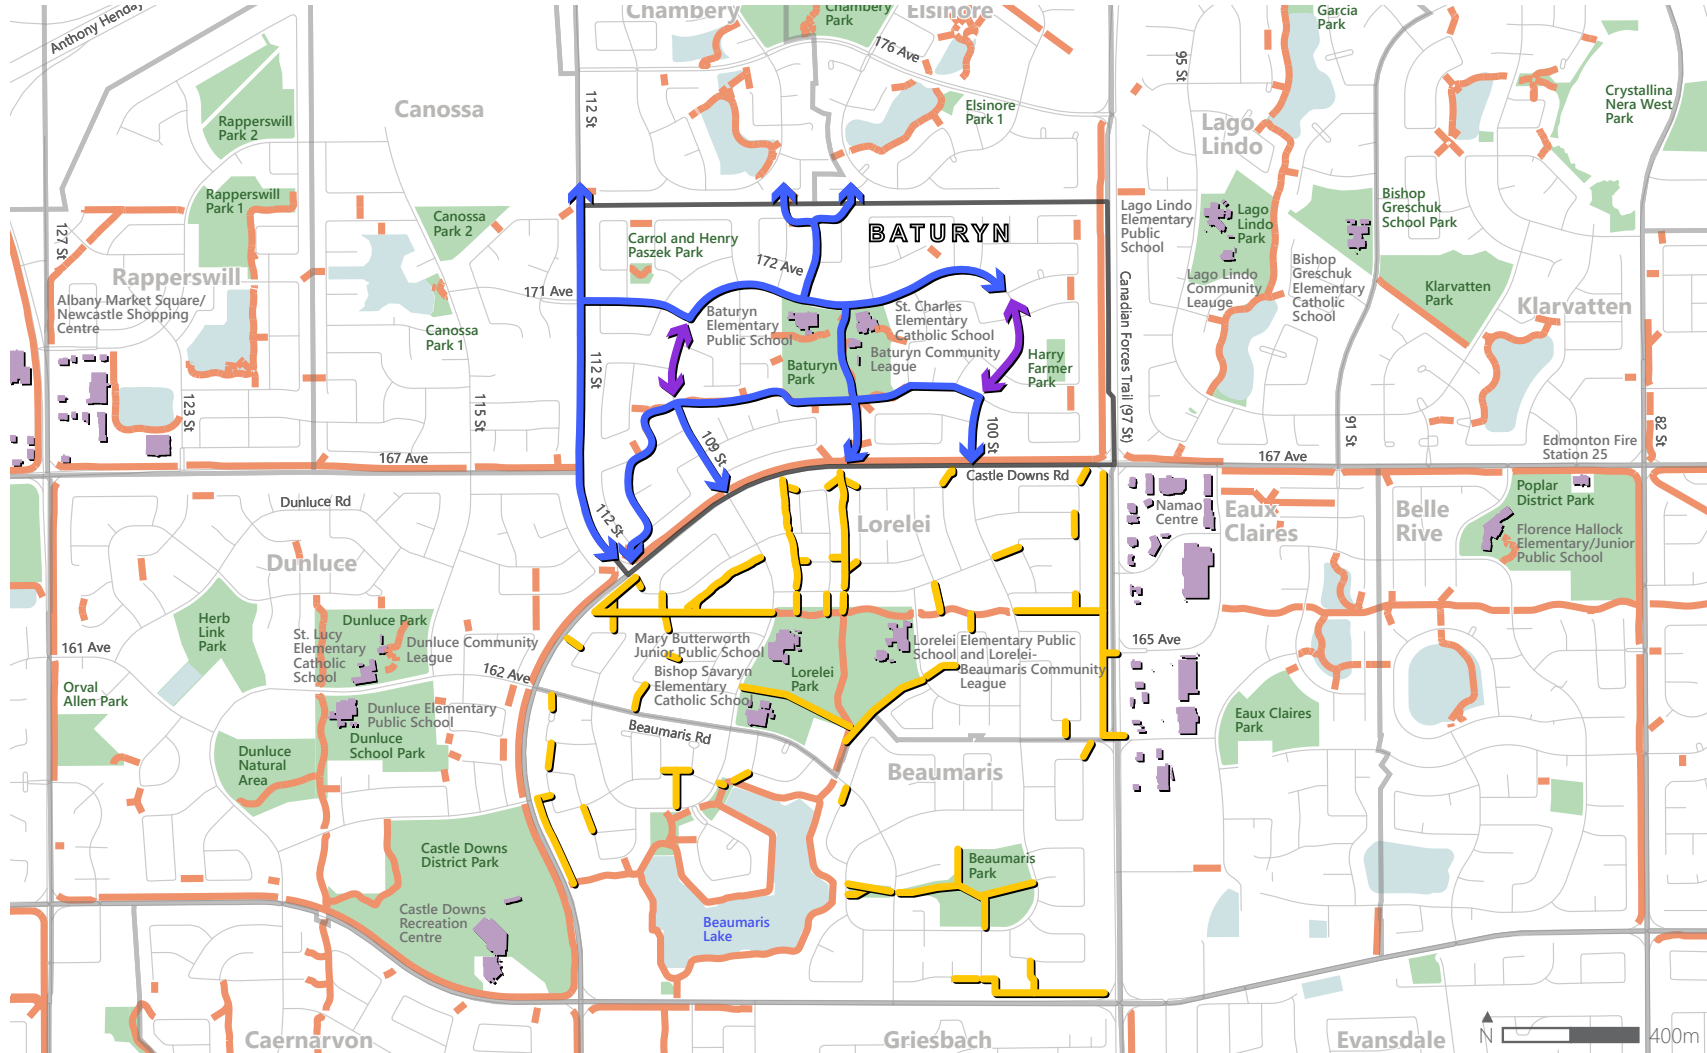 Chambery
Chambery
Park
Elsinore
Garcia
Park
Anthony Henday
176 Ave
95 St
Canossa
112 St
Elsinore
Park 1
Crystallina
Nera West
Park
Rapperswill
Park 2
Lago
Lindo
Rapperswill
Park 1
Canossa
Park 2
127 St
Carrol and Henry
Paszek Park
BATURYN
Lago Lindo
Elementary
Public
School
Lago
Lindo
Park
Bishop
Greschuk
School Park
172 Ave
Rapperswill
Albany Market Square/
Newcastle Shopping
Centre
171 Ave
Canossa
Park 1
Canadian Forces Trail (97 St)
Lago Lindo
Community
Leauge
Bishop
Greschuk
Elementary
Catholic
School
Klarvatten
Park
Klarvatten
Baturyn
Elementary
Public School
St. Charles
Elementary
Catholic School
Baturyn Community
League
Baturyn
Park
Harry
Farmer
Park
112 St
123 St
115 St
109 St
100 St
91 St
82 St
Edmonton Fire
Station 25
167 Ave
Castle Downs Rd
167 Ave
Dunluce Rd
112 St
Lorelei
Namao
Centre
Eaux
Claires
Belle
Rive
Poplar
District Park
Florence Hallock
Elementary/Junior
Public School
Dunluce
Herb
Link
Park
Dunluce Park
St. Lucy
Elementary
Catholic
School
Dunluce Community
League
161 Ave
162 Ave
Mary Butterworth
Junior Public School
Bishop Savaryn
Elementary
Catholic School
Lorelei
Park
Lorelei Elementary Public
School and Lorelei-
Beaumaris Community
League
165 Ave
Orval
Allen Park
Dunluce Elementary
Public School
Dunluce
School Park
Dunluce
Natural
Area
Beaumaris Rd
Eaux Claires
Park
Beaumaris
Castle Downs
District Park
Beaumaris
Park
Castle Downs
Recreation
Centre
Beaumaris
Lake
Caernarvon
Griesbach
Evansdale
N
400m